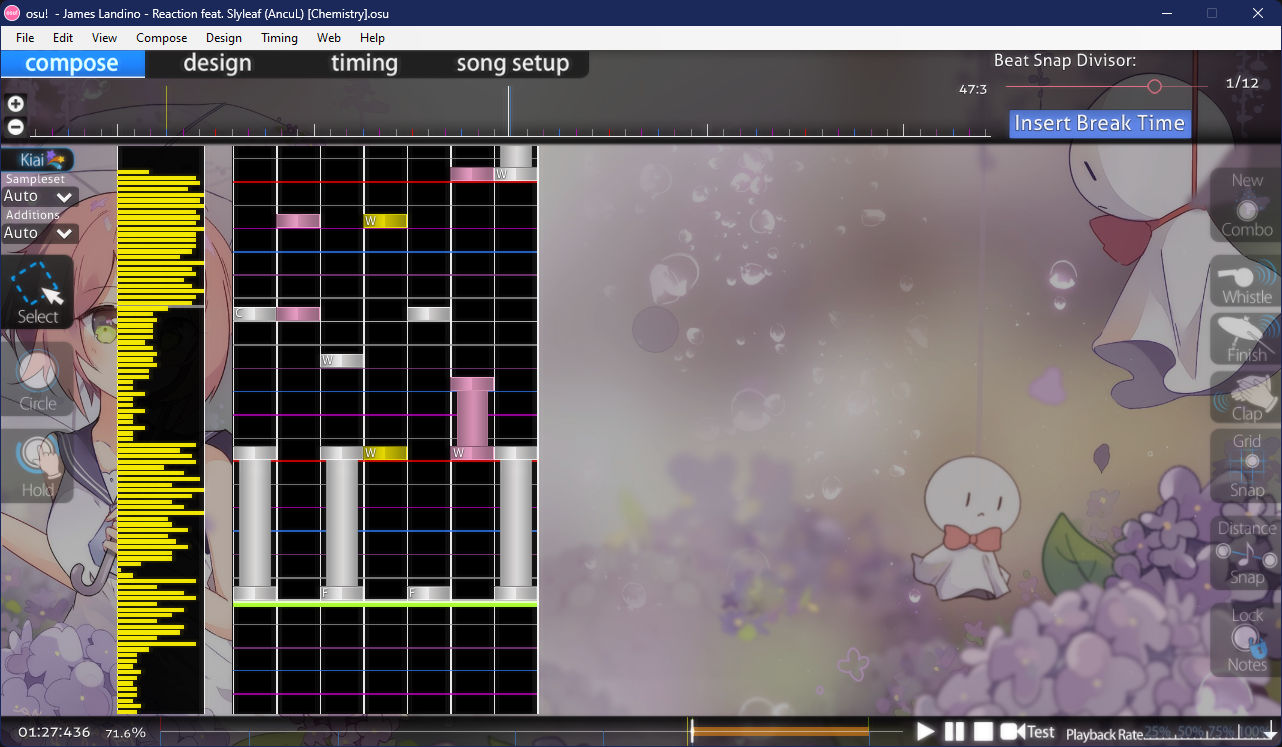 osu! - James Landino - Reaction feat. Slyleaf (AncuL) [Chemistry].osu
File Edit View Compose Design Timing Web Help
compose design timing song setup
Beat Snap Divisor:
47:3
1/12
Insert Break Time
Kiai
Sampleset
Auto
Additions
Auto
Select
Circle
Hold
W
W
C
W
W
W
F
F
New
Combo
Whistle
Finish
Clap
Grid
Snap
Distance
Snap
Lock
Notes
01:27:436 71.6%
Test
Playback Rate
25% 50% 75% 100%